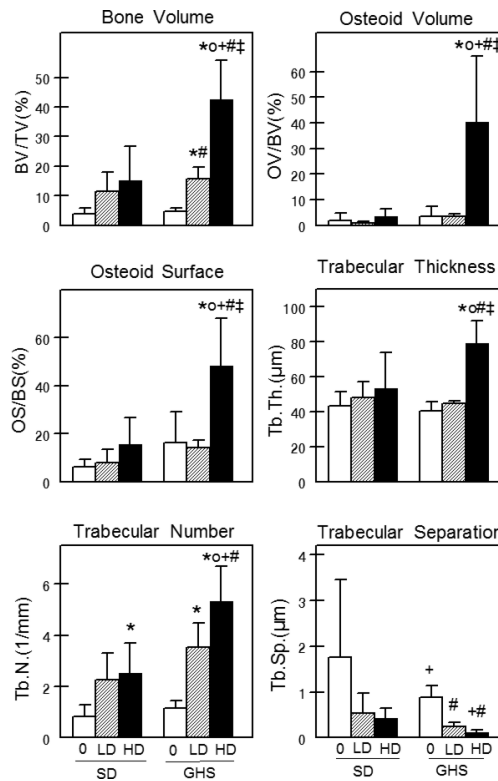 Bone Volume
BV/TV(%)
50
40
30
20
10
0
*#
*o+#‡
Osteoid Volume
OV/BV(%)
60
50
40
30
20
10
0
*o+#‡
Osteoid Surface
OS/BS(%)
60
40
20
0
*o+#‡
Trabecular Thickness
Tb.Th.(µm)
100
80
60
40
20
0
*o#‡
Trabecular Number
Tb.N.(1/mm)
6
4
2
0
*
*
*o+#
0 LD HD 0 LD HD
SD GHS
Trabecular Separation
Tb.Sp.(µm)
4
3
2
1
0
+
#
+#
0 LD HD 0 LD HD
SD GHS